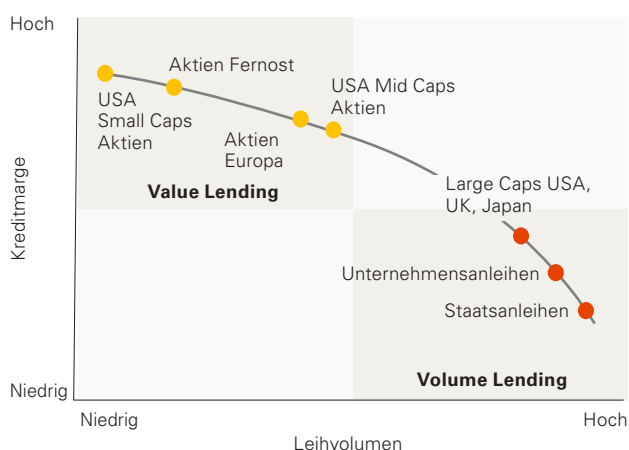 Hoch
Aktien Fernost
USA Mid Caps
Aktien
USA
Small Caps
Aktien
Aktien
Europa
Value Lending
Kreditmarge
Large Caps USA,
UK, Japan
Unternehmensanleihen
Staatsanleihen
Volume Lending
Niedrig
Niedrig
Hoch
Leihvolumen